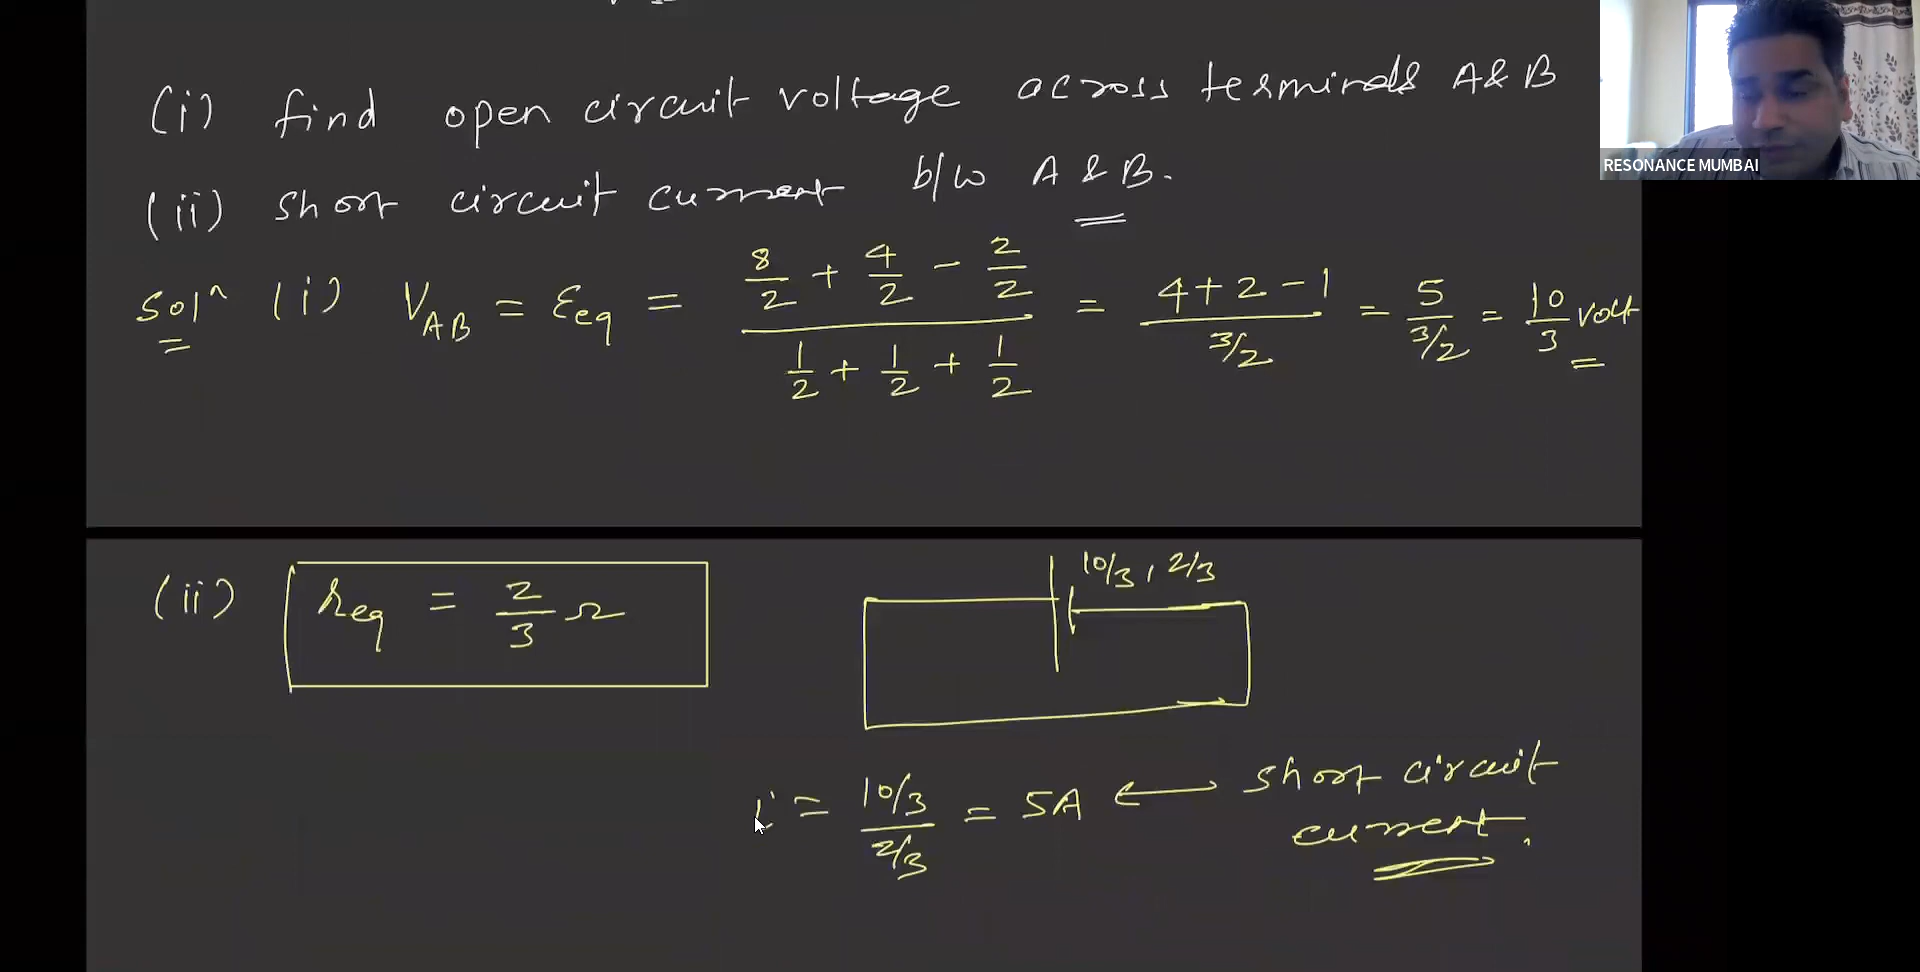 (i) find open circuit voltage across terminals A & B
RESONANCE MUMBAI
(ii) short circuit current b/w A & B.
Solⁿ (i) V_AB = ε_eq = (8/2 + 4/2 - 2/2) / (1/2 + 1/2 + 1/2) = (4+2-1) / (3/2) = 5 / (3/2) = 10/3 volt
(ii) r_eq = 2/3 Ω
10/3, 2/3
i = (10/3) / (2/3) = 5A ← short circuit
current.